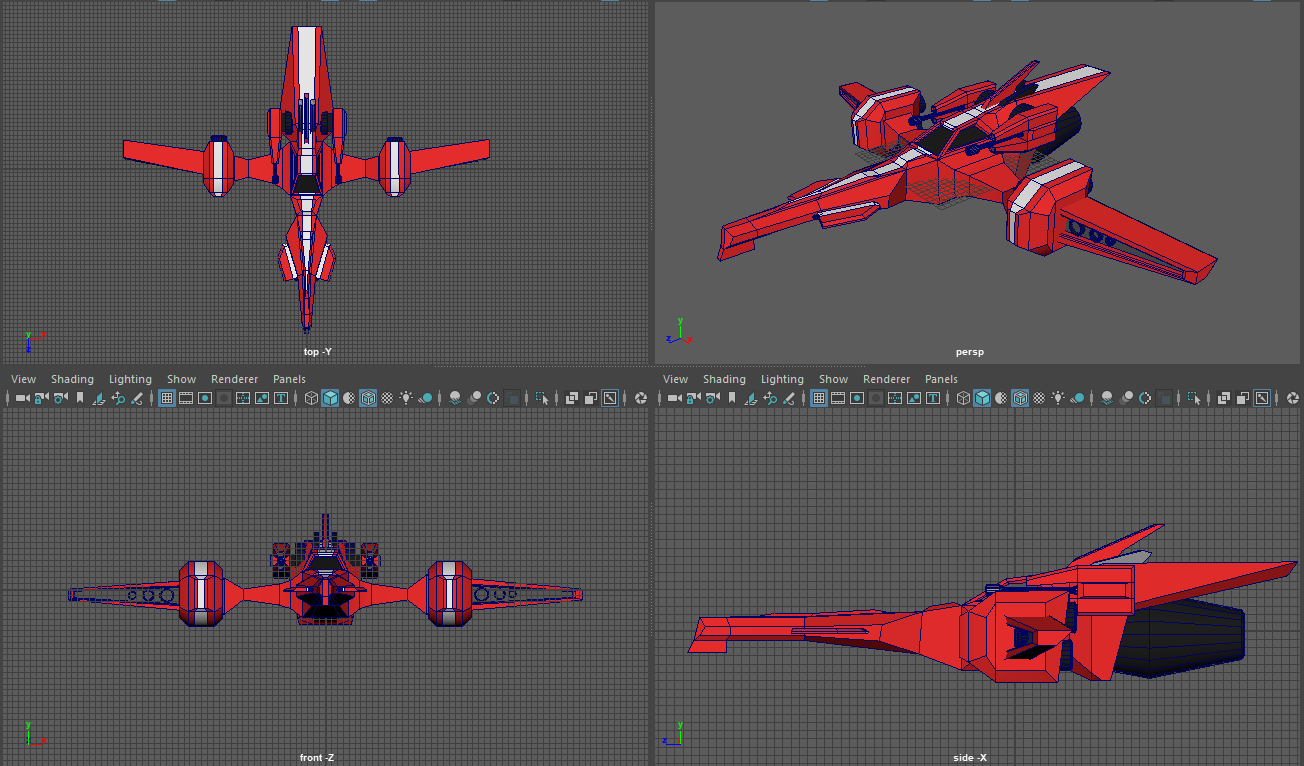 top -Y
persp
View Shading Lighting Show Renderer Panels
View Shading Lighting Show Renderer Panels
y
x
z
y
z
x
front -Z
side -X
y
x
y
z